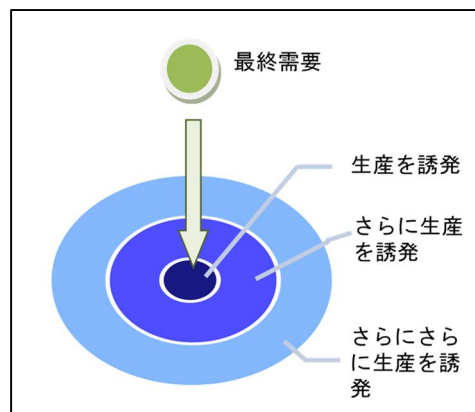 最終需要
生産を誘発
さらに生産
を誘発
さらにさら
に生産を誘
発